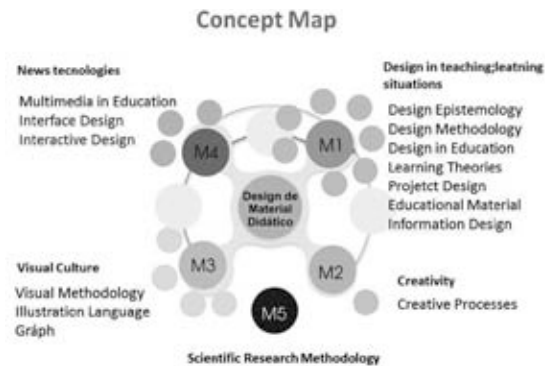 Concept Map
News tecnologies
Multimedia in Education
Interface Design
Interactive Design
Design in teaching;leatning
situations
Design Epistemology
Design Methodology
Design in Education
Learning Theories
Projetct Design
Educational Material
Information Design
M4
M1
Design de
Material
Didático
M3
M2
M5
Visual Culture
Visual Methodology
Illustration Language
Gráph
Creativity
Creative Processes
Scientific Research Methodology